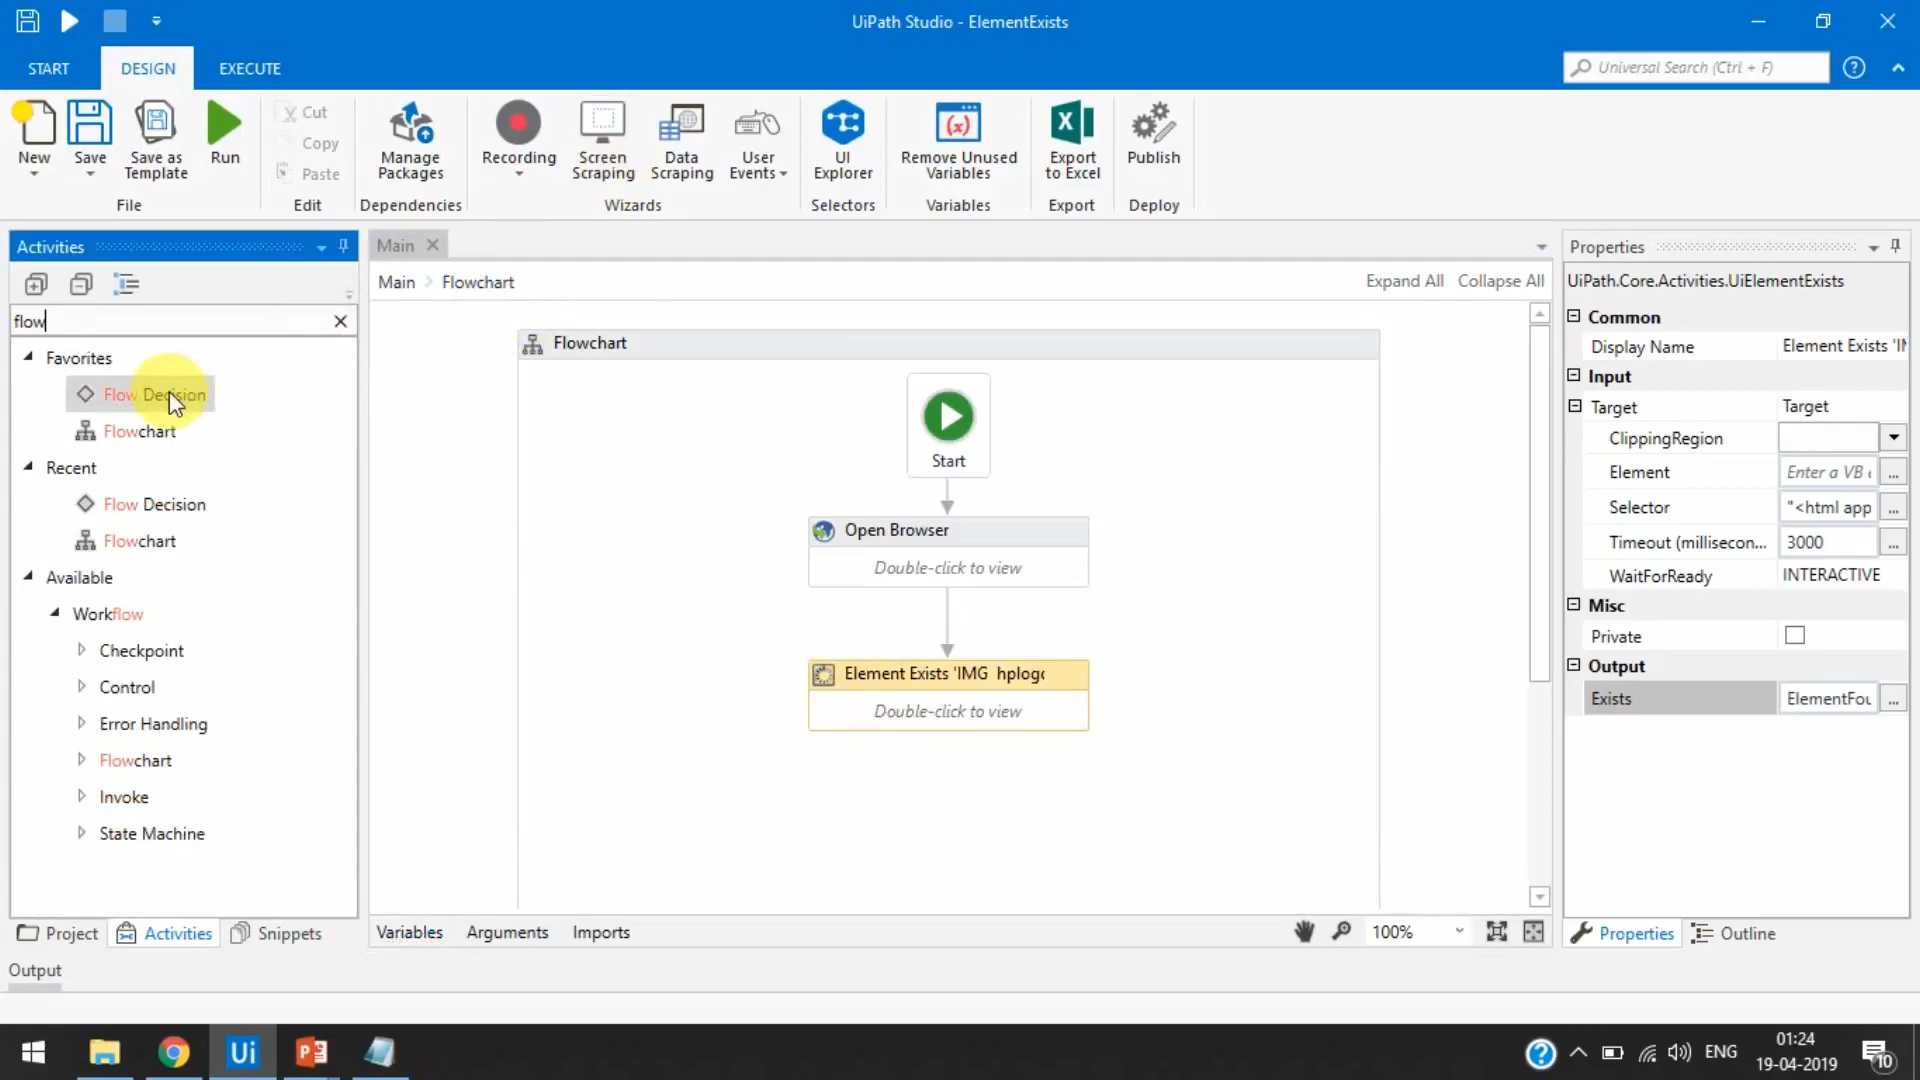 UiPath Studio - ElementExists
START
DESIGN
EXECUTE
Universal Search (Ctrl + F)
New
Save
Save as Template
Run
Cut
Copy
Paste
Manage Packages
Recording
Screen Scraping
Data Scraping
User Events
UI Explorer
Remove Unused Variables
Export to Excel
Publish
File
Edit
Dependencies
Wizards
Selectors
Variables
Export
Deploy
Activities
flow
Favorites
Flow Decision
Flowchart
Recent
Flow Decision
Flowchart
Available
Workflow
Checkpoint
Control
Error Handling
Flowchart
Invoke
State Machine
Project
Activities
Snippets
Main
Main
Flowchart
Expand All
Collapse All
Flowchart
Start
Open Browser
Double-click to view
Element Exists 'IMG hplogo
Double-click to view
Variables
Arguments
Imports
100%
Properties
UiPath.Core.Activities.UiElementExists
Common
Display Name
Element Exists 'IM
Input
Target
Target
ClippingRegion
Element
Enter a VB
Selector
"<html app
Timeout (millisecon...
3000
WaitForReady
INTERACTIVE
Misc
Private
Output
Exists
ElementFou
Properties
Outline
Output
Ui
ENG
01:24
19-04-2019
10